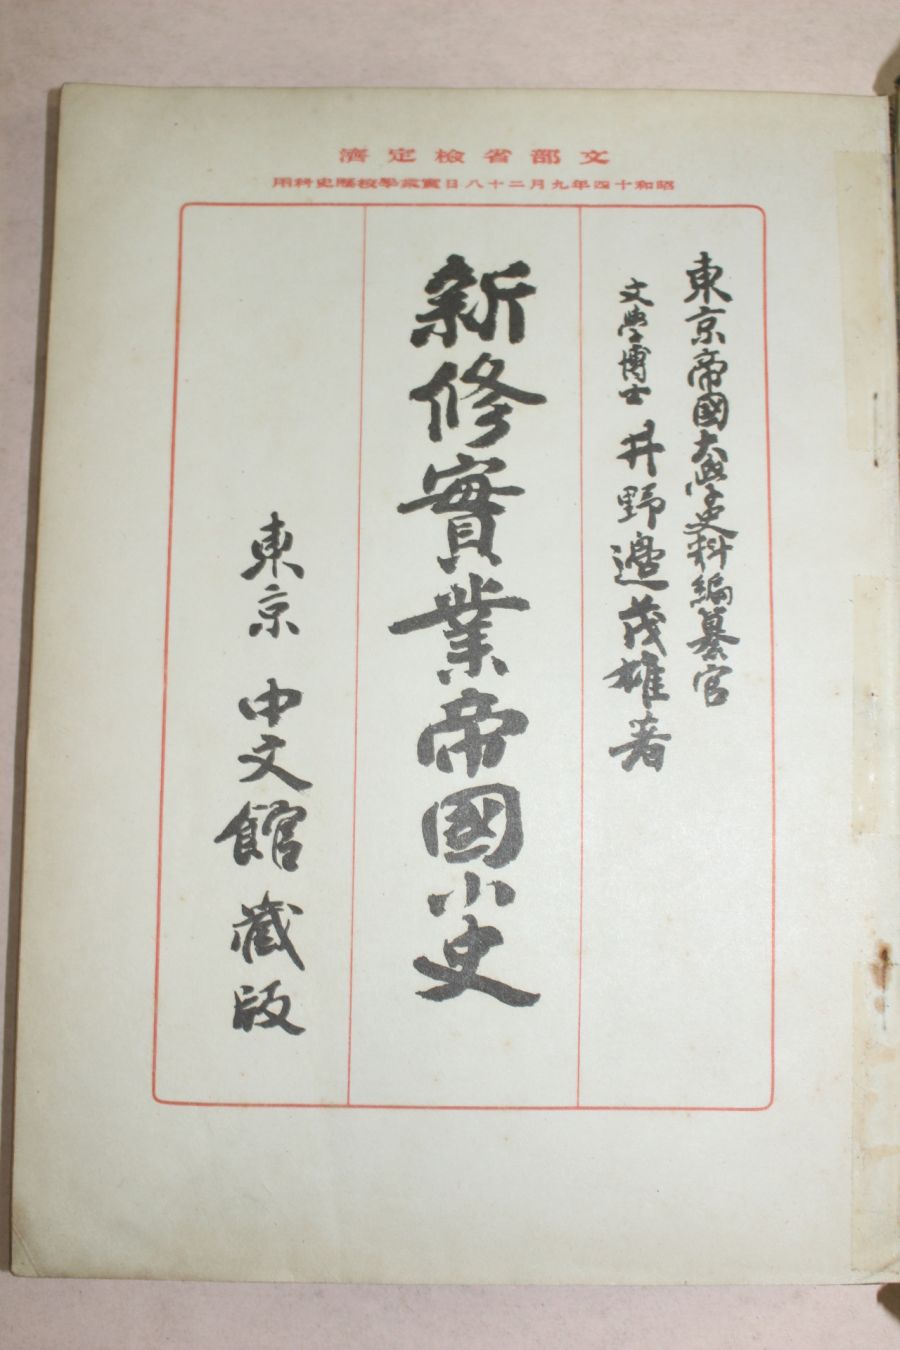 文部省檢定濟
昭和十四年九月二十八日實業學校歷史科用
東京帝國大學史料編纂官
文學博士 井野邊茂雄著
新修實業帝國小史
東京 中文館藏版